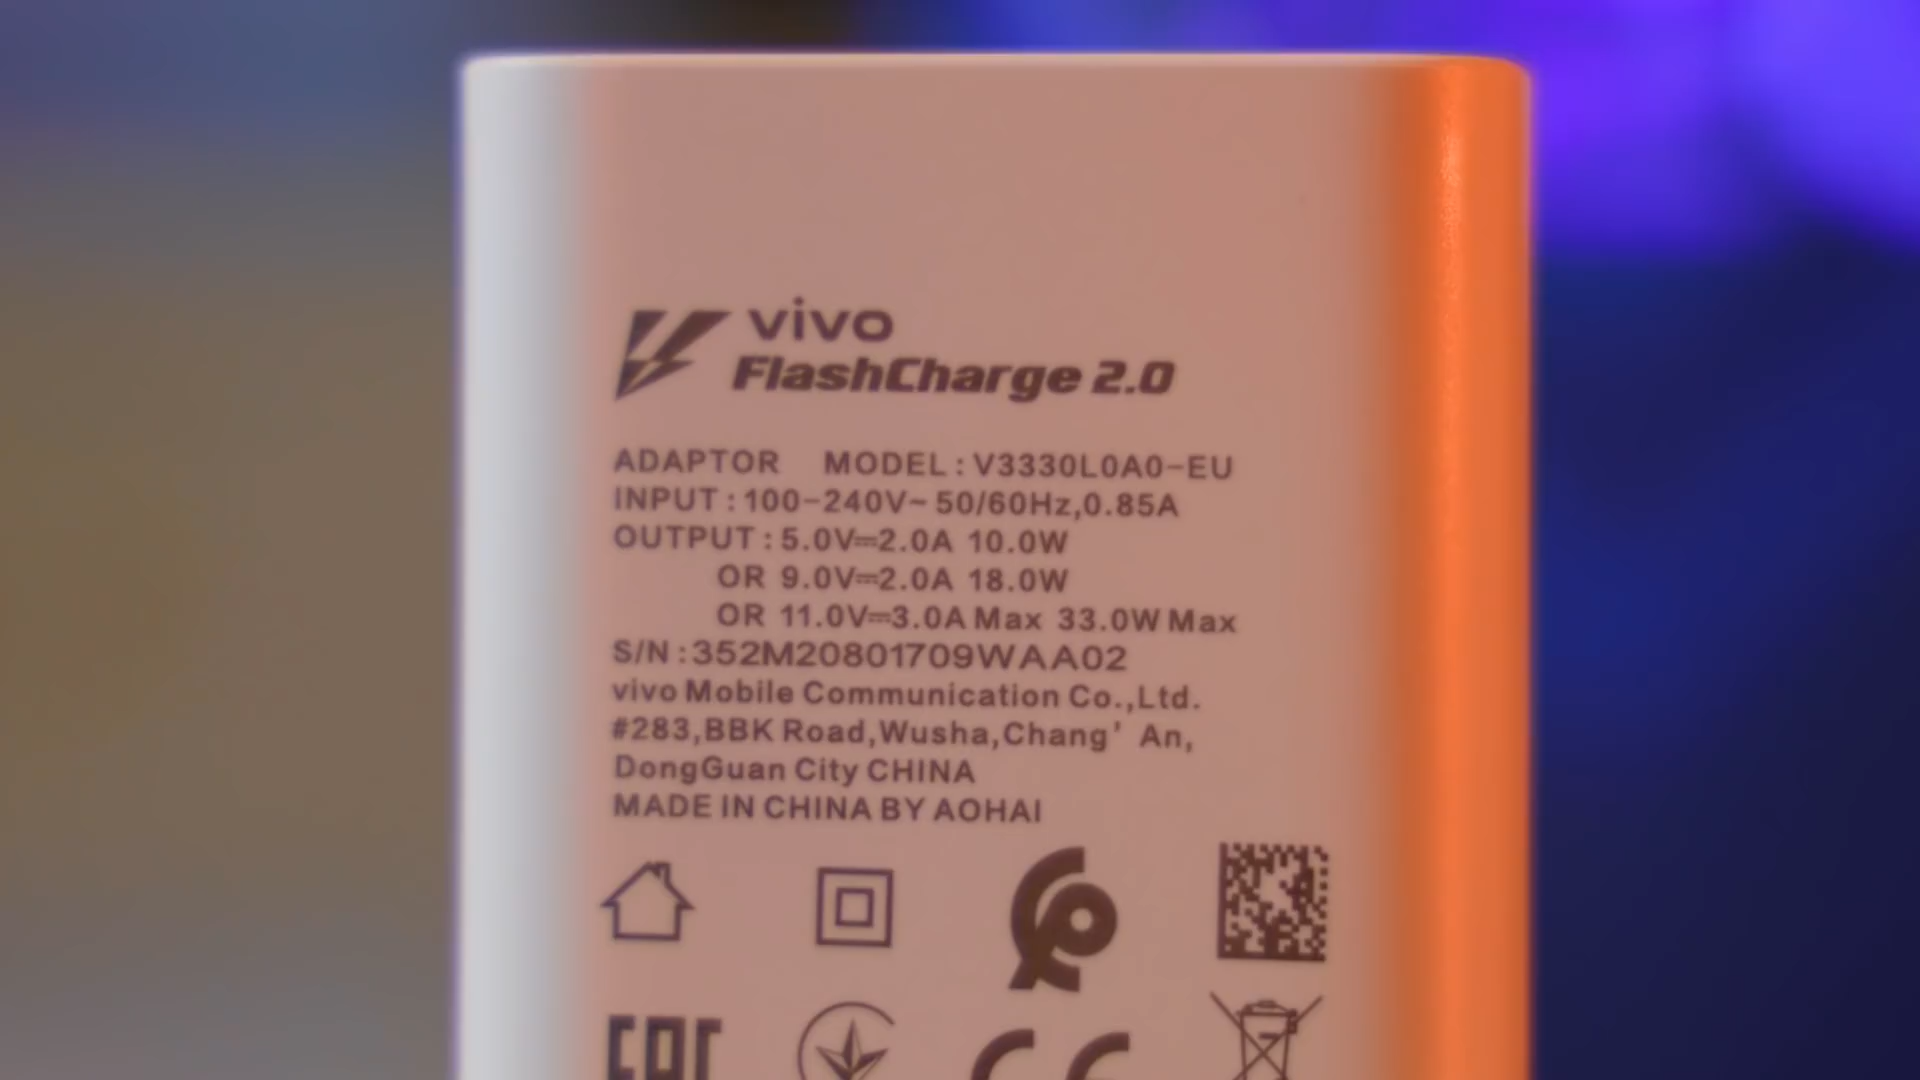 vivo
FlashCharge 2.0
ADAPTOR MODEL : V3330L0A0-EU
INPUT : 100-240V~ 50/60Hz,0.85A
OUTPUT : 5.0V⎓2.0A 10.0W
OR 9.0V⎓2.0A 18.0W
OR 11.0V⎓3.0A Max 33.0W Max
S/N : 352M20801709WAA02
vivo Mobile Communication Co.,Ltd.
#283,BBK Road,Wusha,Chang' An,
DongGuan City CHINA
MADE IN CHINA BY AOHAI
EAC
CE